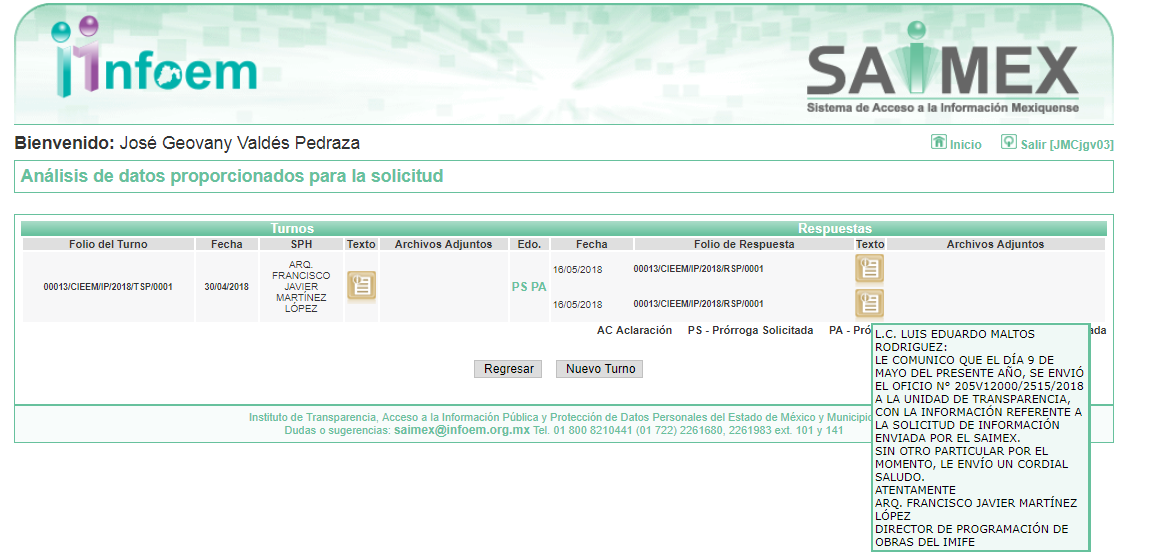 infoem
SAIMEX
Sistema de Acceso a la Información Mexiquense
Bienvenido: José Geovany Valdés Pedraza
Inicio Salir [JMCjgv03]
Análisis de datos proporcionados para la solicitud
Turnos Respuestas
Folio del Turno Fecha SPH Texto Archivos Adjuntos Edo. Fecha Folio de Respuesta Texto Archivos Adjuntos
00013/CIEEM/IP/2018/TSP/0001 30/04/2018
ARQ.
FRANCISCO
JAVIER
MARTÍNEZ
LÓPEZ
PS PA
16/05/2018 00013/CIEEM/IP/2018/RSP/0001
16/05/2018 00013/CIEEM/IP/2018/RSP/0001
AC Aclaración PS - Prórroga Solicitada PA -
Regresar Nuevo Turno
Instituto de Transparencia, Acceso a la Información Pública y Protección de Datos Personales del Estado de México y
Dudas o sugerencias: saimex@infoem.org.mx Tel. 01 800 8210441 (01 722) 2261680, 2261983 ext. 101 y 141
L.C. LUIS EDUARDO MALTOS
RODRIGUEZ:
LE COMUNICO QUE EL DÍA 9 DE
MAYO DEL PRESENTE AÑO, SE ENVIÓ
EL OFICIO N° 205V12000/2515/2018
A LA UNIDAD DE TRANSPARENCIA,
CON LA INFORMACIÓN REFERENTE A
LA SOLICITUD DE INFORMACIÓN
ENVIADA POR EL SAIMEX.
SIN OTRO PARTICULAR POR EL
MOMENTO, LE ENVÍO UN CORDIAL
SALUDO.
ATENTAMENTE
ARQ. FRANCISCO JAVIER MARTÍNEZ
LÓPEZ
DIRECTOR DE PROGRAMACIÓN DE
OBRAS DEL IMIFE